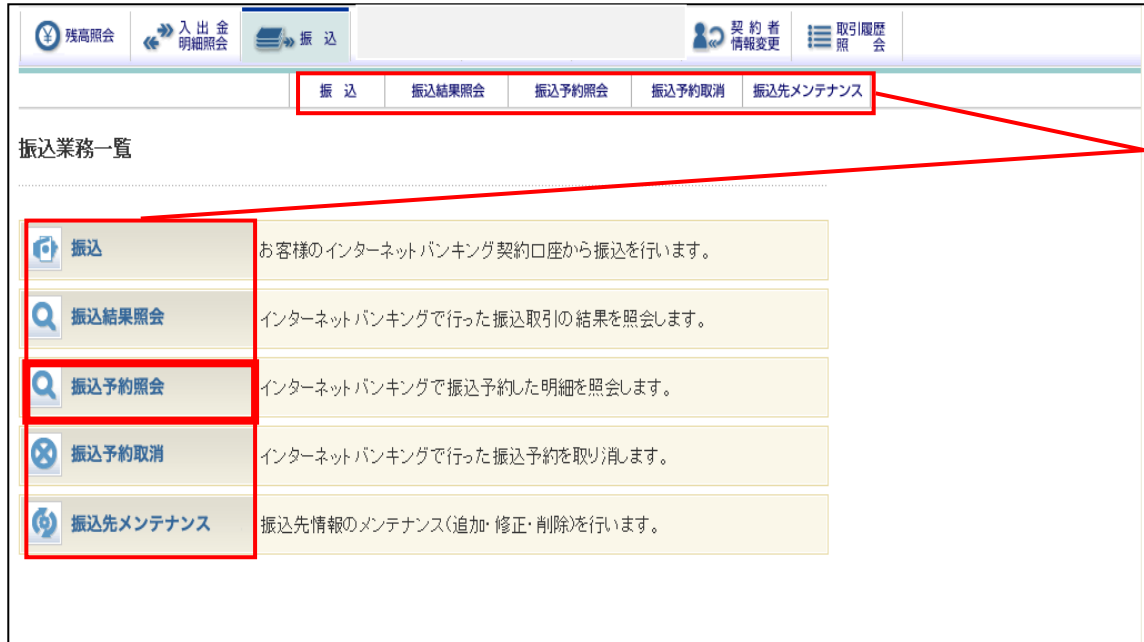 残高照会
入出金
明細照会
振込
契約者
情報変更
取引履歴
照会
振込
振込結果照会
振込予約照会
振込予約取消
振込先メンテナンス
振込業務一覧
振込
お客様のインターネットバンキング契約口座から振込を行います。
振込結果照会
インターネットバンキングで行った振込取引の結果を照会します。
振込予約照会
インターネットバンキングで振込予約した明細を照会します。
振込予約取消
インターネットバンキングで行った振込予約を取り消します。
振込先メンテナンス
振込先情報のメンテナンス(追加・修正・削除)を行います。